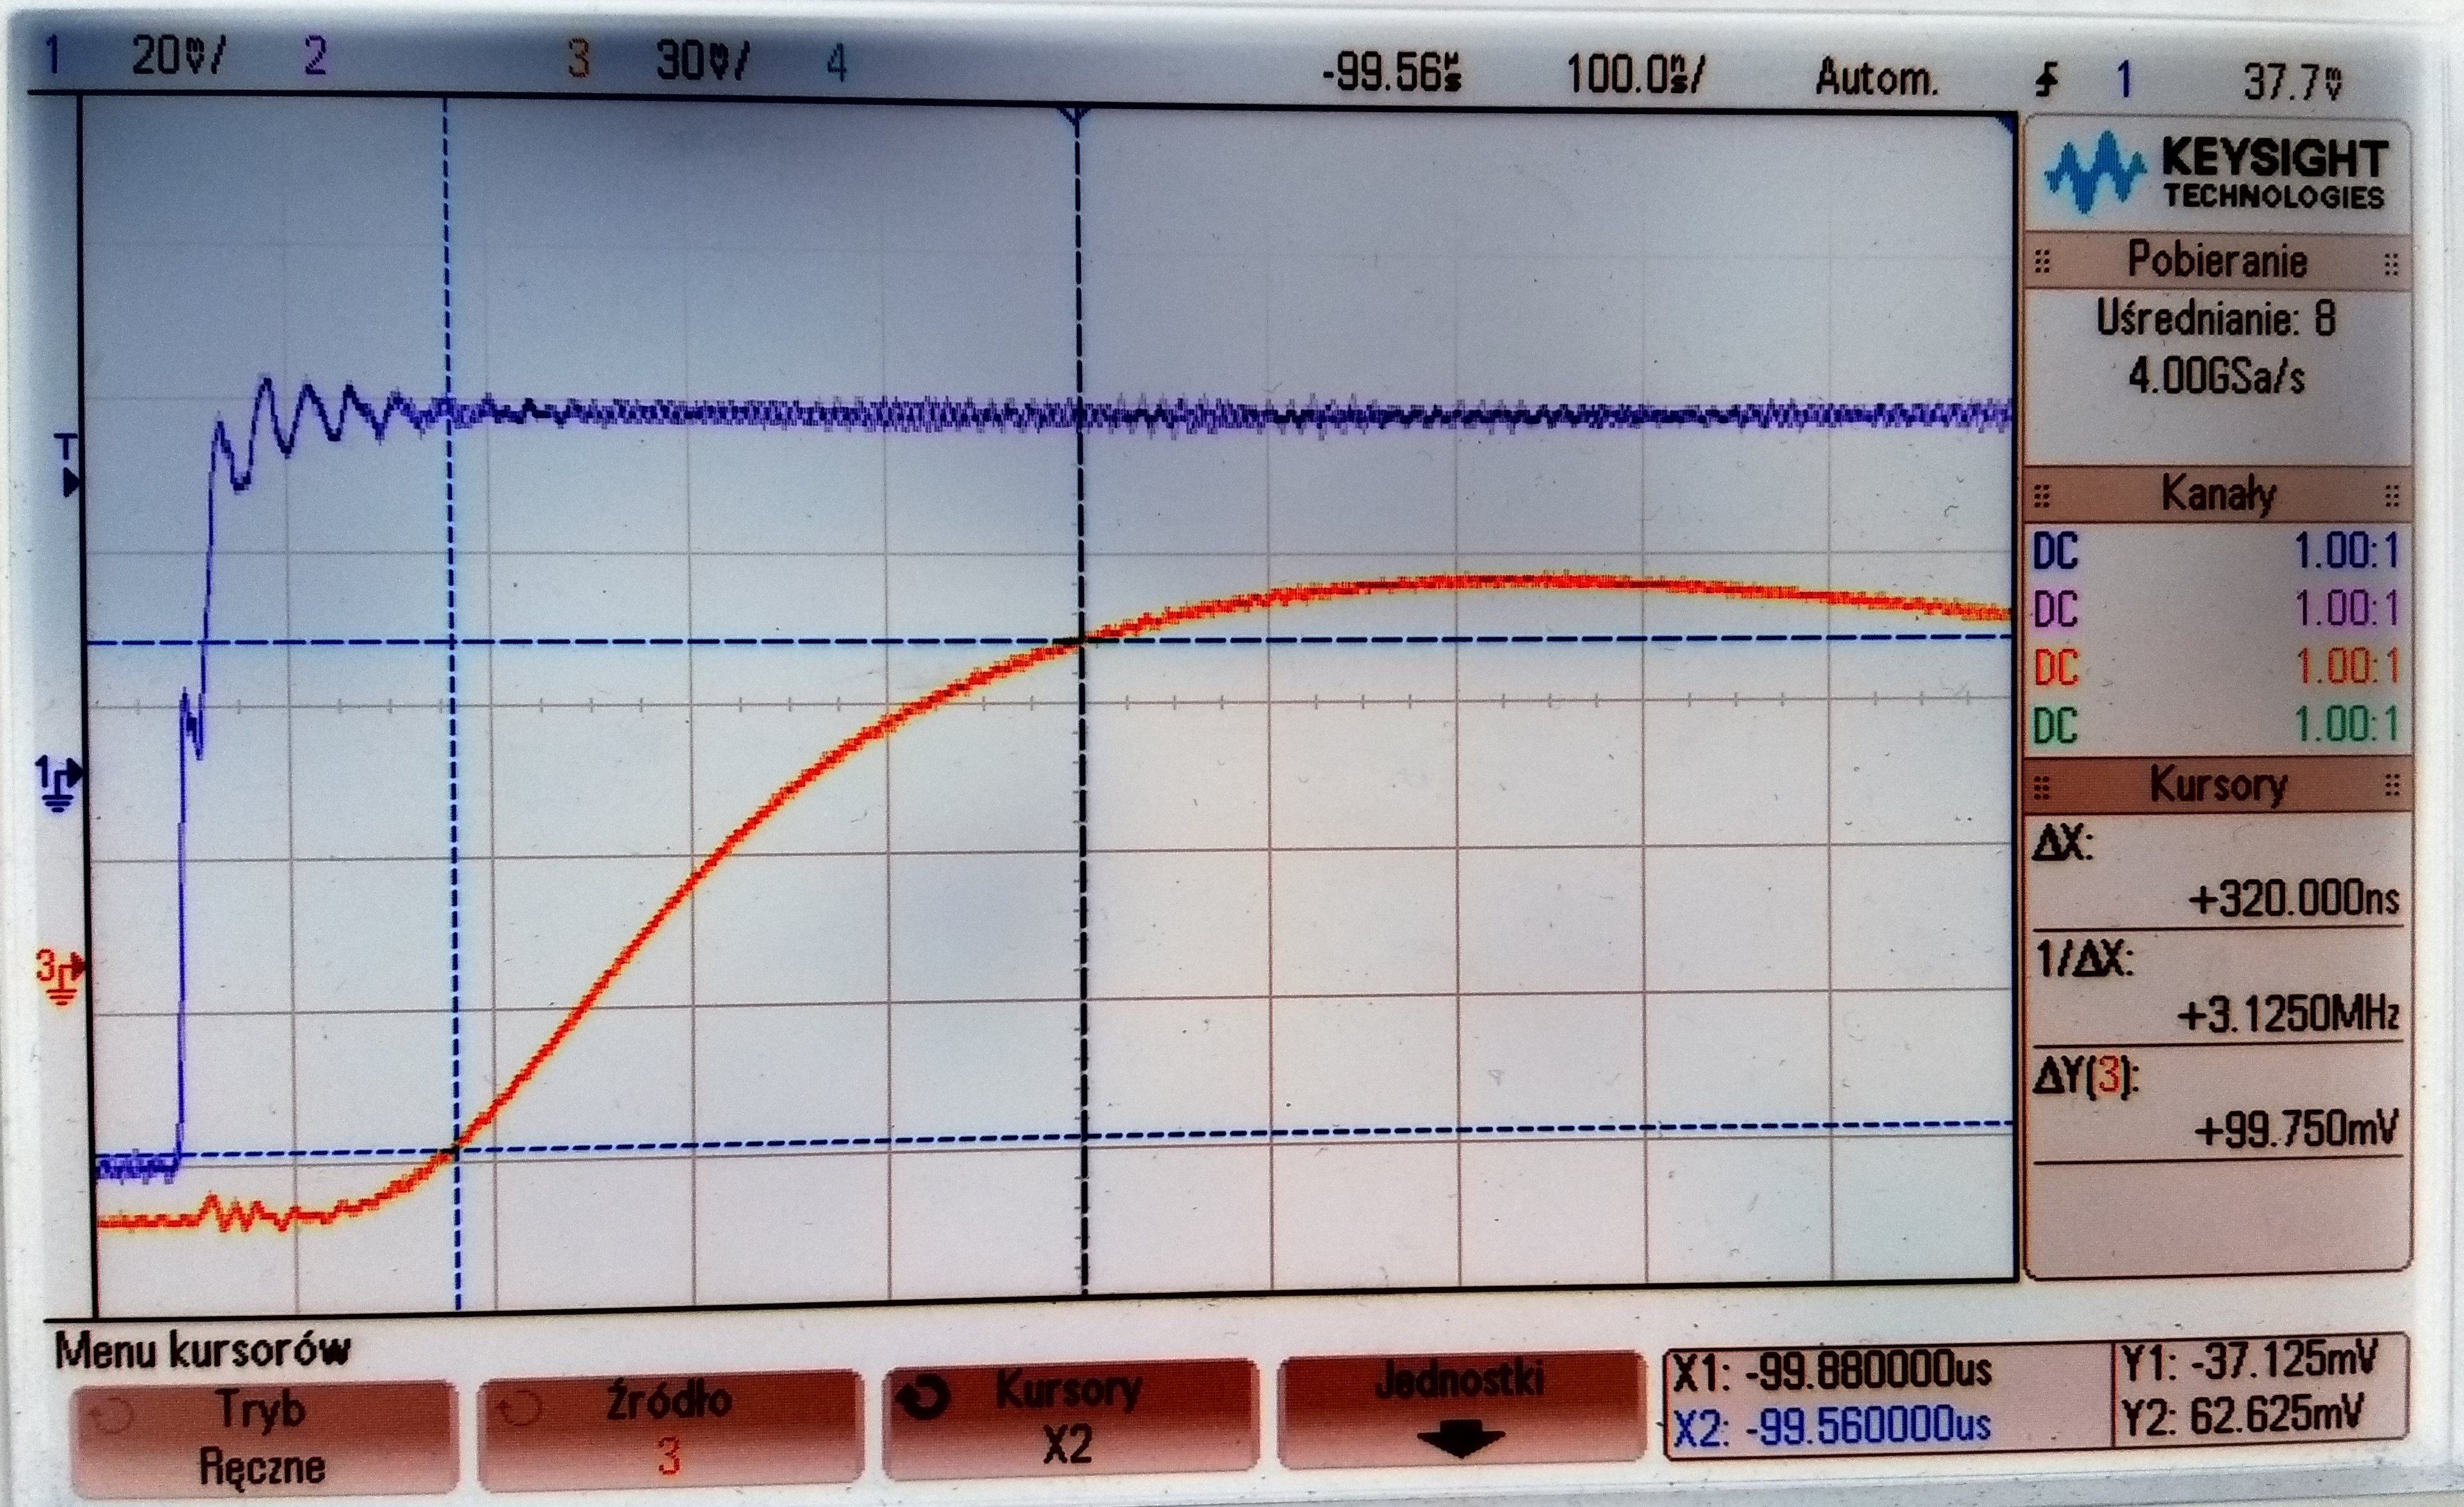 1 20mV/ 2 3 30mV/ 4 -99.56µs 100.0ns/ Autom. 1 37.7mV
KEYSIGHT
TECHNOLOGIES
Pobieranie
Uśrednianie: 8
4.00GSa/s
T
Kanały
DC 1.00:1
DC 1.00:1
DC 1.00:1
DC 1.00:1
1
Kursory
ΔX:
+320.000ns
3
1/ΔX:
+3.1250MHz
ΔY(3):
+99.750mV
Menu kursorów
Tryb
Ręczne
Źródło
3
Kursory
X2
Jednostki
X1: -99.880000us
X2: -99.560000us
Y1: -37.125mV
Y2: 62.625mV